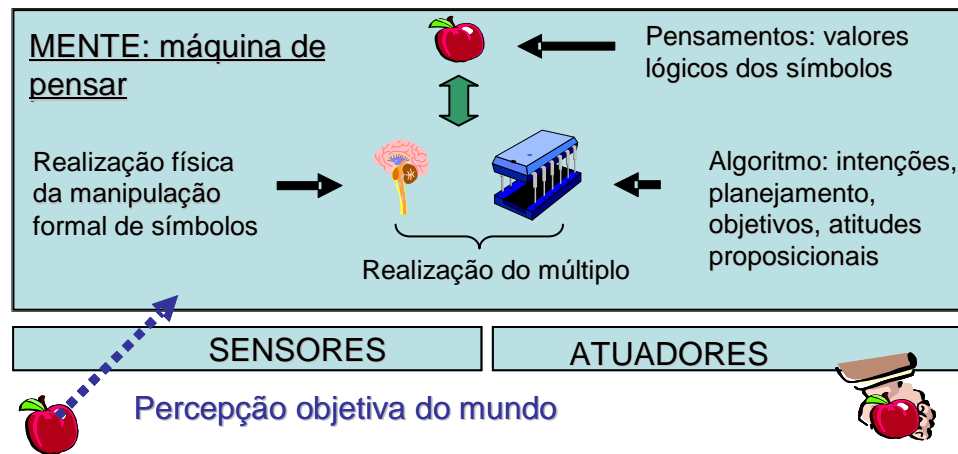 MENTE: máquina de
pensar
Pensamentos: valores
lógicos dos símbolos
Realização física
da manipulação
formal de símbolos
Algoritmo: intenções,
planejamento,
objetivos, atitudes
proposicionais
Realização do múltiplo
SENSORES
ATUADORES
Percepção objetiva do mundo